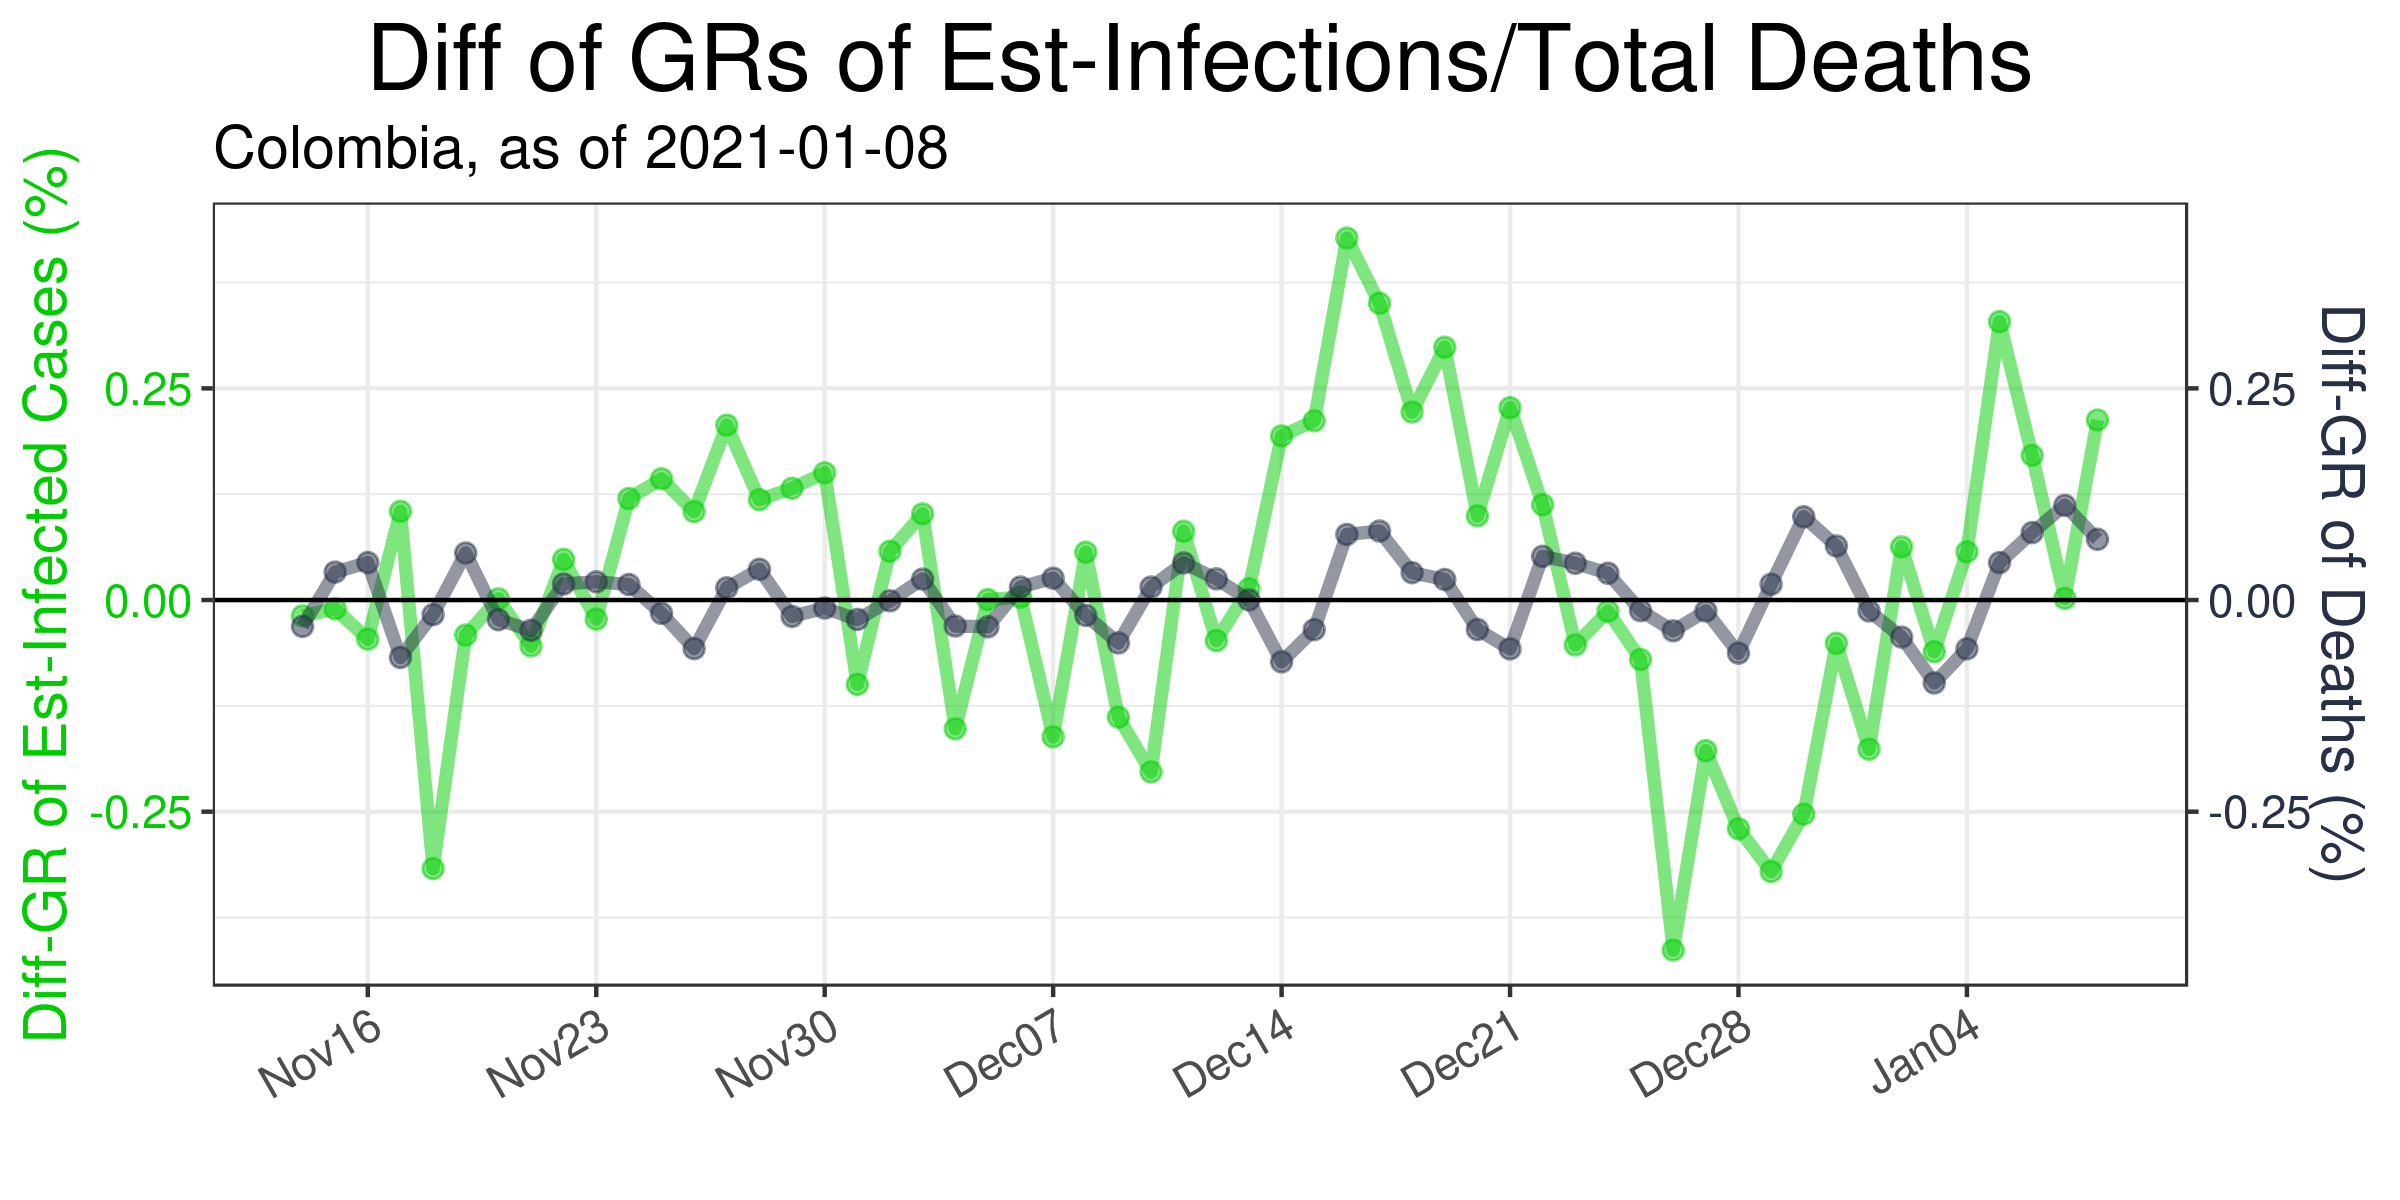 Diff of GRs of Est-Infections/Total Deaths
Colombia, as of 2021-01-08
Diff-GR of Est-Infected Cases (%)
0.25
0.00
-0.25
0.25
0.00
-0.25
Diff-GR of Deaths (%)
Nov16
Nov23
Nov30
Dec07
Dec14
Dec21
Dec28
Jan04